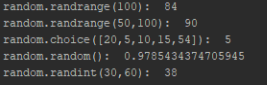 random.randrange(100):  84
random.randrange(50,100):  90
random.choice([20,5,10,15,54]):  5
random.random():  0.9785434374705945
random.randint(30,60):  38